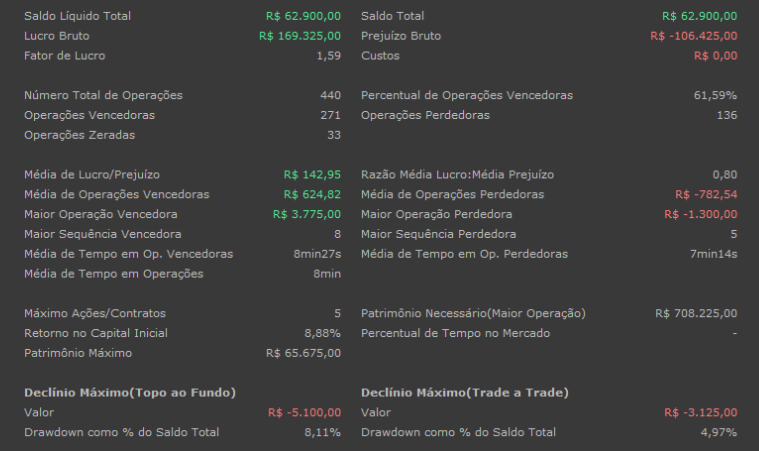 Saldo Líquido Total R$ 62.900,00 Saldo Total R$ 62.900,00
Lucro Bruto R$ 169.325,00 Prejuízo Bruto R$ -106.425,00
Fator de Lucro 1,59 Custos R$ 0,00
Número Total de Operações 440 Percentual de Operações Vencedoras 61,59%
Operações Vencedoras 271 Operações Perdedoras 136
Operações Zeradas 33
Média de Lucro/Prejuízo R$ 142,95 Razão Média Lucro:Média Prejuízo 0,80
Média de Operações Vencedoras R$ 624,82 Média de Operações Perdedoras R$ -782,54
Maior Operação Vencedora R$ 3.775,00 Maior Operação Perdedora R$ -1.300,00
Maior Sequência Vencedora 8 Maior Sequência Perdedora 5
Média de Tempo em Op. Vencedoras 8min27s Média de Tempo em Op. Perdedoras 7min14s
Média de Tempo em Operações 8min
Máximo Ações/Contratos 5 Patrimônio Necessário(Maior Operação) R$ 708.225,00
Retorno no Capital Inicial 8,88% Percentual de Tempo no Mercado -
Patrimônio Máximo R$ 65.675,00
Declínio Máximo(Topo ao Fundo) Declínio Máximo(Trade a Trade)
Valor R$ -5.100,00 Valor R$ -3.125,00
Drawdown como % do Saldo Total 8,11% Drawdown como % do Saldo Total 4,97%